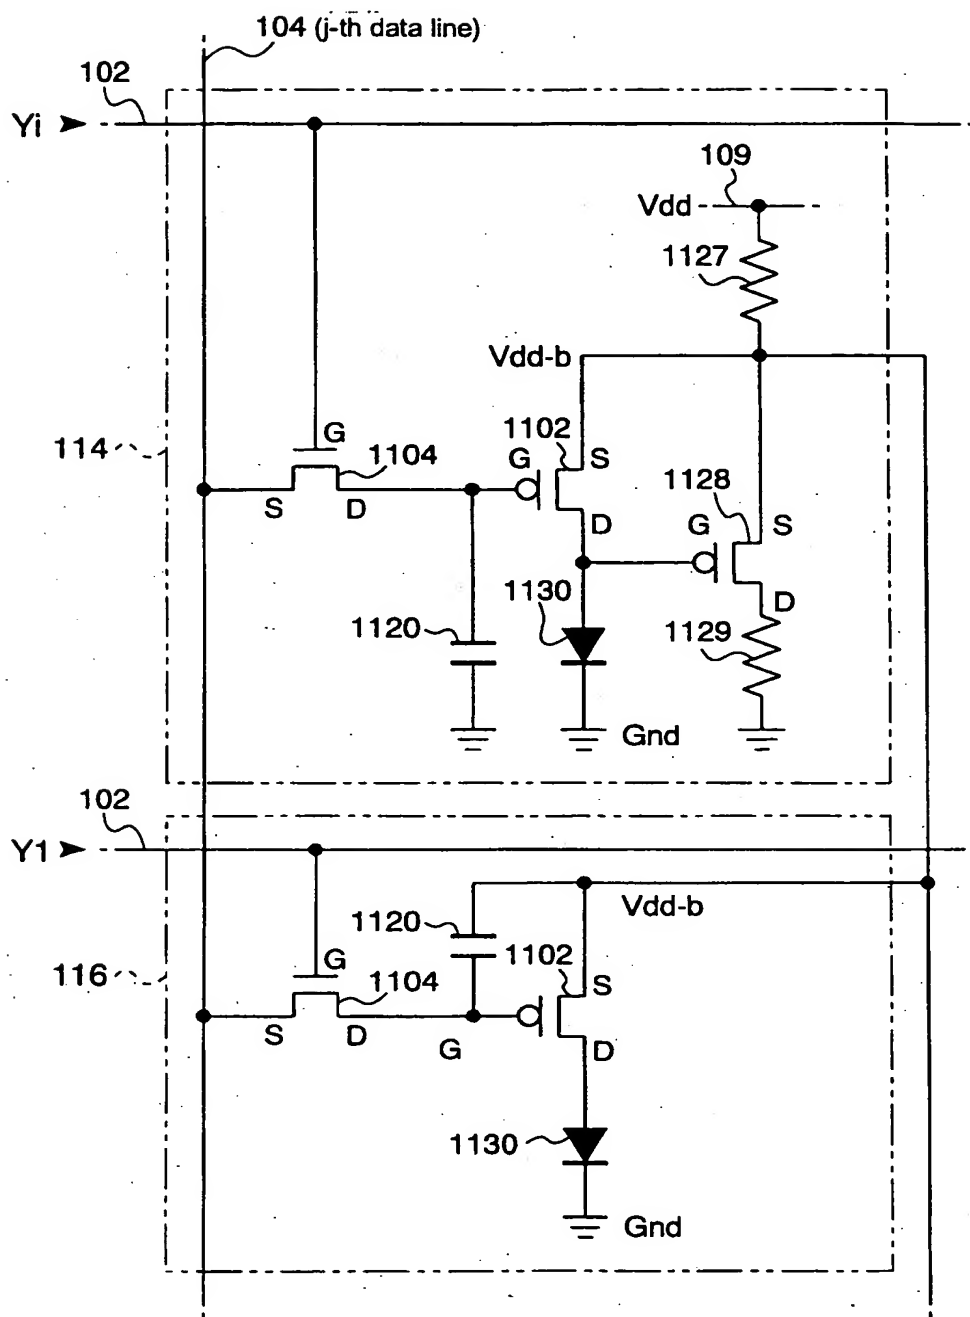 104 (j-th data line)
102
Yi
109
Vdd
1127
Vdd-b
1102
114
G
1104
G
S
1128
S
D
D
G
S
1130
D
1120
1129
Gnd
102
Y1
1120
Vdd-b
1102
116
G
1104
S
S
D
G
D
1130
Gnd